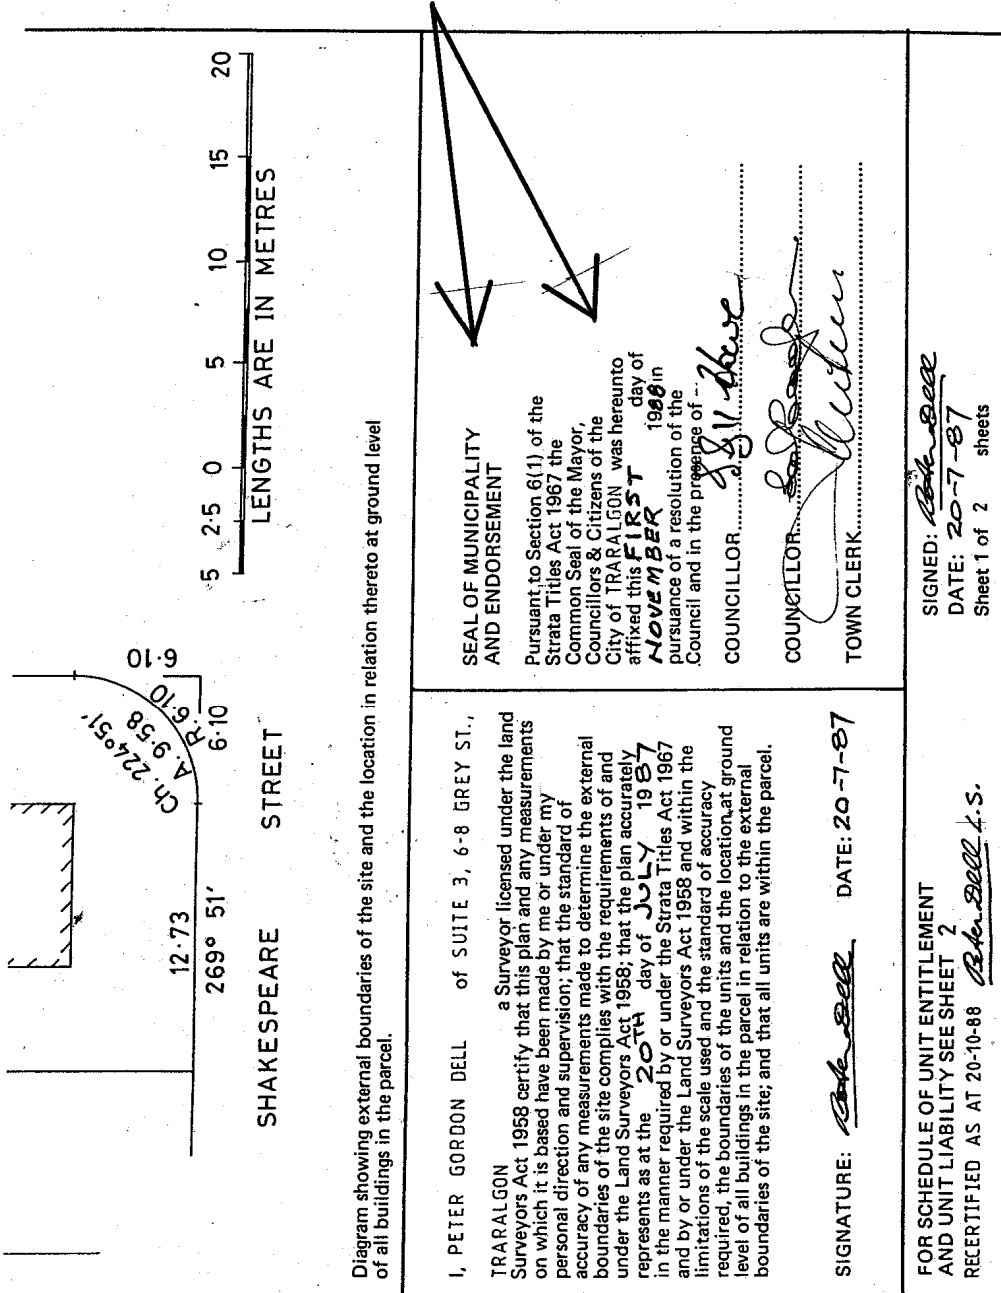 6·10
Ch. 224°51'
A. 9·58
R. 6·10
6·10
12·73
269° 51'
SHAKESPEARE STREET
5 2·5 0 5 10 15 20
LENGTHS ARE IN METRES
Diagram showing external boundaries of the site and the location in relation thereto at ground level
of all buildings in the parcel.
I, PETER GORDON DELL of SUITE 3, 6-8 GREY ST.,
TRARALGON
a Surveyor licensed under the land
Surveyors Act 1958 certify that this plan and any measurements
on which it is based have been made by me or under my
personal direction and supervision; that the standard of
accuracy of any measurements made to determine the external
boundaries of the site complies with the requirements of and
under the Land Surveyors Act 1958; that the plan accurately
represents as at the 20TH day of JULY 1987
in the manner required by or under the Strata Titles Act 1967
and by or under the Land Surveyors Act 1958 and within the
limitations of the scale used and the standard of accuracy
required, the boundaries of the units and the location, at ground
level of all buildings in the parcel in relation to the external
boundaries of the site; and that all units are within the parcel.
SIGNATURE: Peter Dell DATE: 20-7-87
SEAL OF MUNICIPALITY
AND ENDORSEMENT
Pursuant to Section 6(1) of the
Strata Titles Act 1967 the
Common Seal of the Mayor,
Councillors & Citizens of the
City of TRARALGON was hereunto
affixed this FIRST day of
NOVEMBER 1988 in
pursuance of a resolution of the
Council and in the presence of -
COUNCILLOR
COUNCILLOR
TOWN CLERK
FOR SCHEDULE OF UNIT ENTITLEMENT
AND UNIT LIABILITY SEE SHEET 2
RECERTIFIED AS AT 20-10-88 Peter Dell L.S.
SIGNED: Peter Dell
DATE: 20-7-87
Sheet 1 of 2 sheets